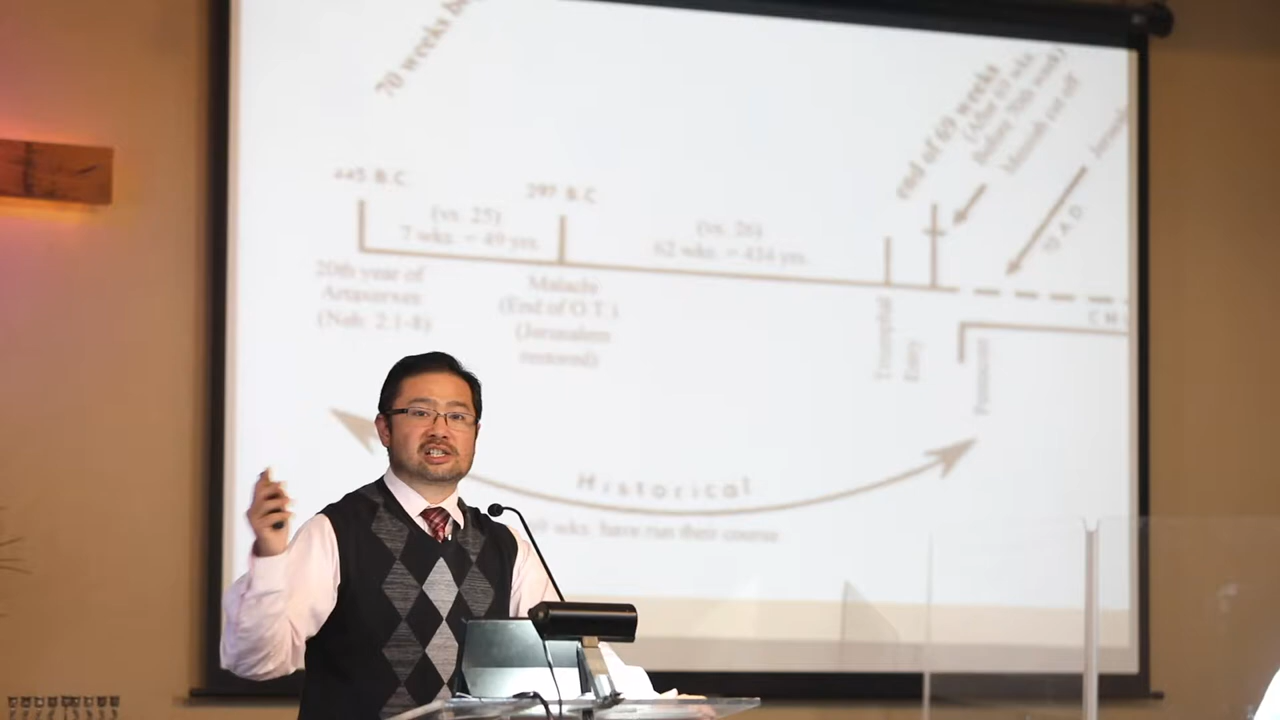 70 weeks
445 B.C.
397 B.C.
(vs. 25)
7 wks. = 49 yrs.
(vs. 26)
62 wks. = 434 yrs.
end of 69 weeks
(After 69 wks.
Before 70th week)
Messiah cut off
70 A.D.
20th year of
Artaxerxes
(Neh. 2:1-8)
Malachi
(End of O.T.)
(Jerusalem
restored)
Triumphal
Entry
Historical
wks. have run their course